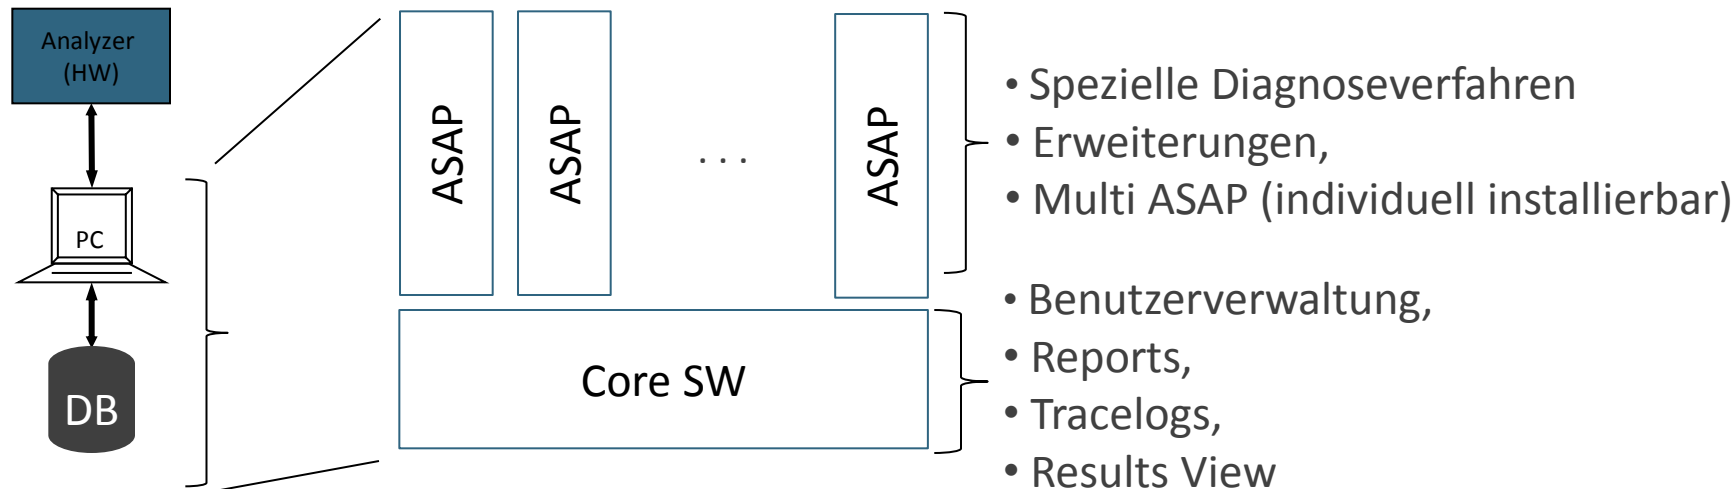 Analyzer
(HW)
PC
DB
ASAP
ASAP
. . .
ASAP
Core SW
• Spezielle Diagnoseverfahren
• Erweiterungen,
• Multi ASAP (individuell installierbar)
• Benutzerverwaltung,
• Reports,
• Tracelogs,
• Results View